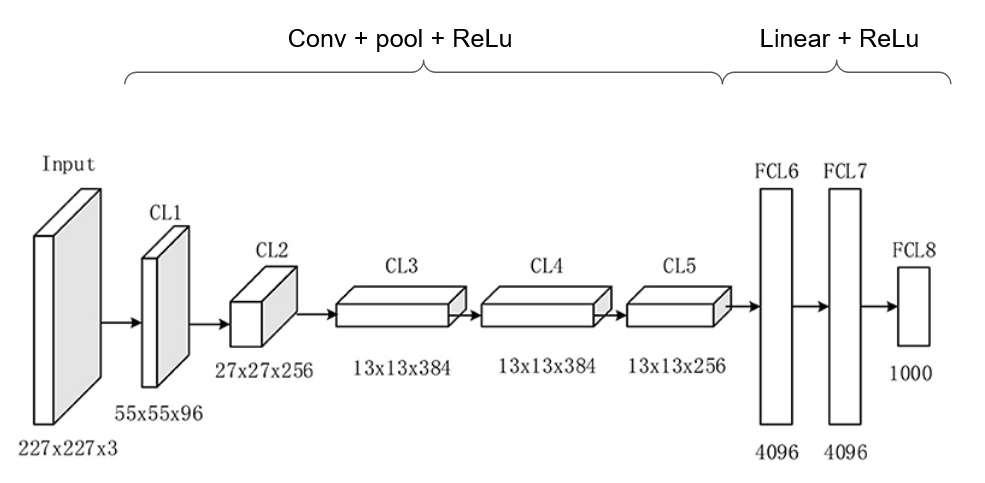 Conv + pool + ReLu
Linear + ReLu
Input
CL1
CL2
CL3
CL4
CL5
FCL6
FCL7
FCL8
227x227x3
55x55x96
27x27x256
13x13x384
13x13x384
13x13x256
4096
4096
1000